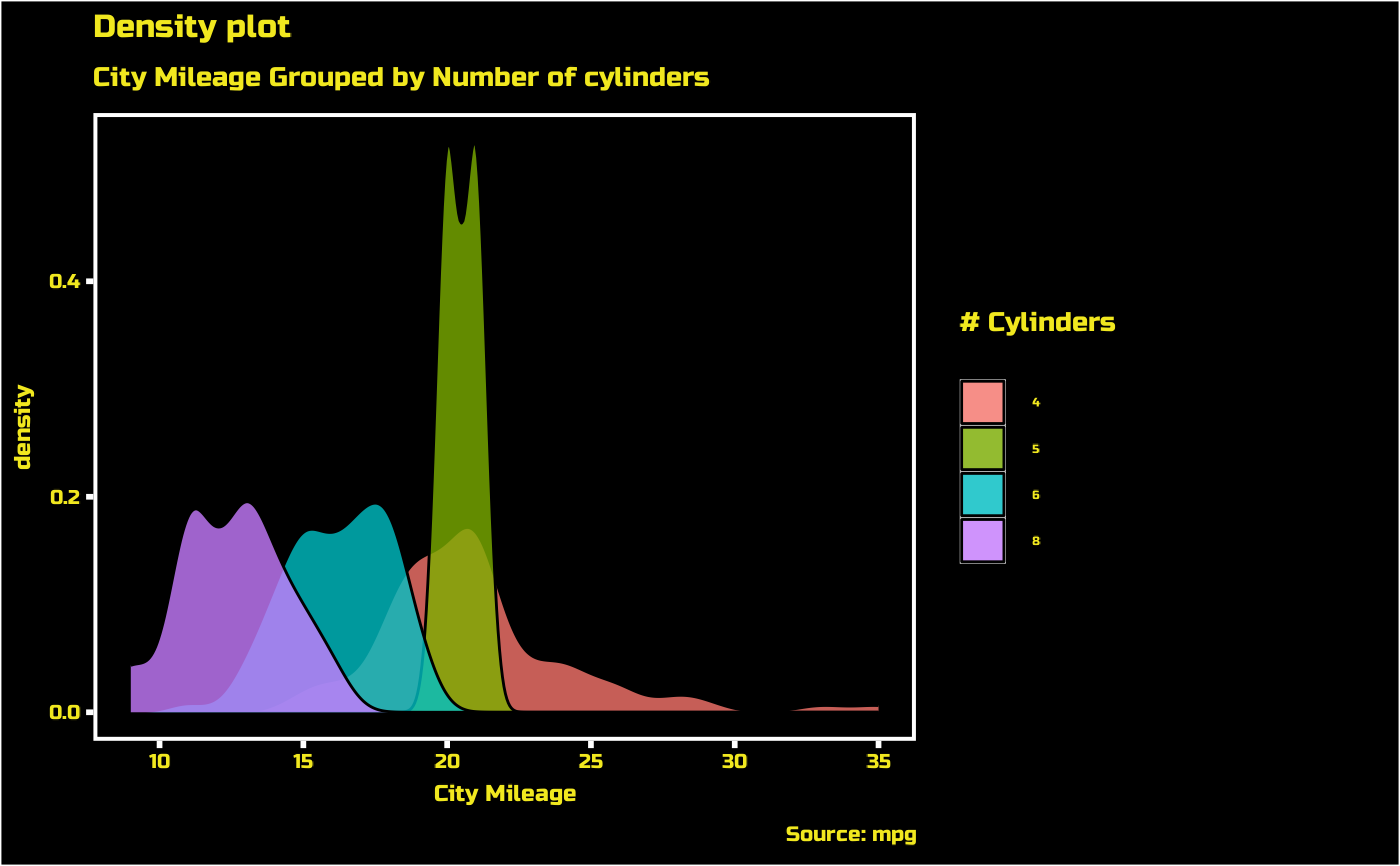 Density plot
City Mileage Grouped by Number of cylinders
density
0.4
0.2
0.0
10 15 20 25 30 35
City Mileage
Source: mpg
# Cylinders
4
5
6
8